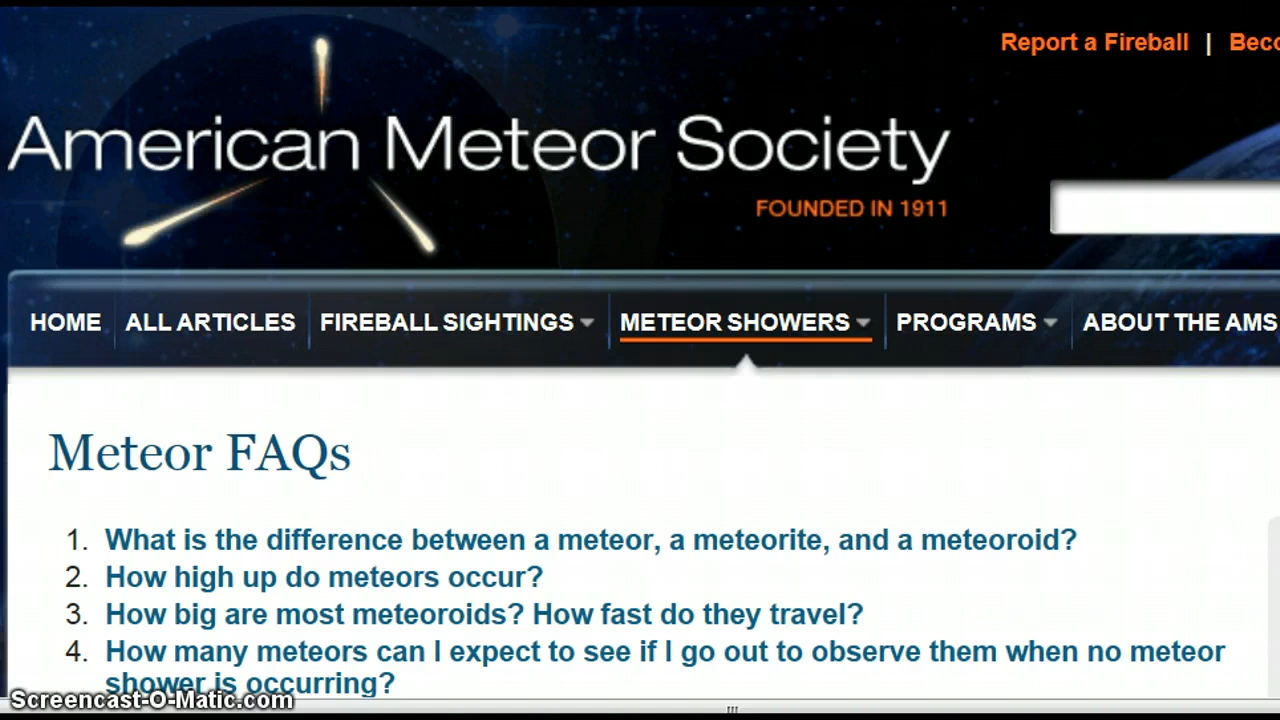 Report a Fireball | Beco
American Meteor Society
FOUNDED IN 1911
HOME ALL ARTICLES FIREBALL SIGHTINGS METEOR SHOWERS PROGRAMS ABOUT THE AMS
Meteor FAQs
1. What is the difference between a meteor, a meteorite, and a meteoroid?
2. How high up do meteors occur?
3. How big are most meteoroids? How fast do they travel?
4. How many meteors can I expect to see if I go out to observe them when no meteor
shower is occurring?
Screencast-O-Matic.com